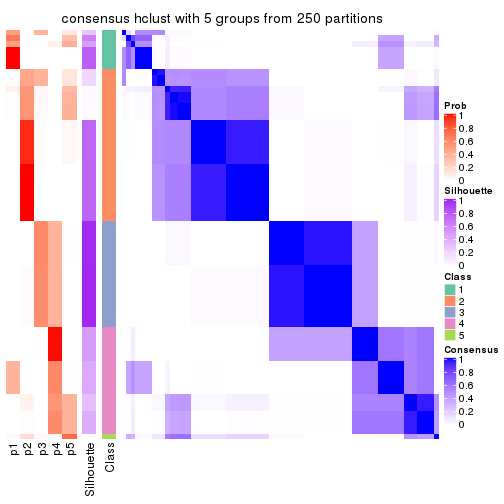 consensus hclust with 5 groups from 250 partitions
Prob
1
0.8
0.6
0.4
0.2
0
Silhouette
1
0.8
0.6
0.4
0.2
0
Class
1
2
3
4
5
Consensus
1
0.8
0.6
0.4
0.2
0
p1
p2
p3
p4
p5
Silhouette
Class